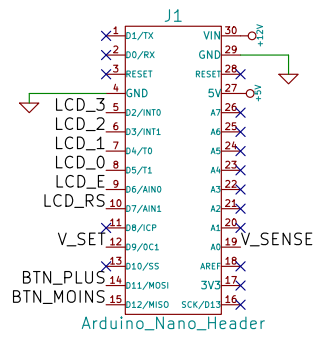 J1
1 D1/TX VIN 30 +12V
2 D0/RX GND 29
3 RESET RESET 28
4 GND 5V 27 +5V
LCD_3 5 D2/INT0 A7 26
LCD_2 6 D3/INT1 A6 25
LCD_1 7 D4/T0 A5 24
LCD_0 8 D5/T1 A4 23
LCD_E 9 D6/AIN0 A3 22
LCD_RS 10 D7/AIN1 A2 21
11 D8/ICP A1 20
V_SET 12 D9/OC1 A0 19 V_SENSE
13 D10/SS AREF 18
BTN_PLUS 14 D11/MOSI 3V3 17
BTN_MOINS 15 D12/MISO SCK/D13 16
Arduino_Nano_Header